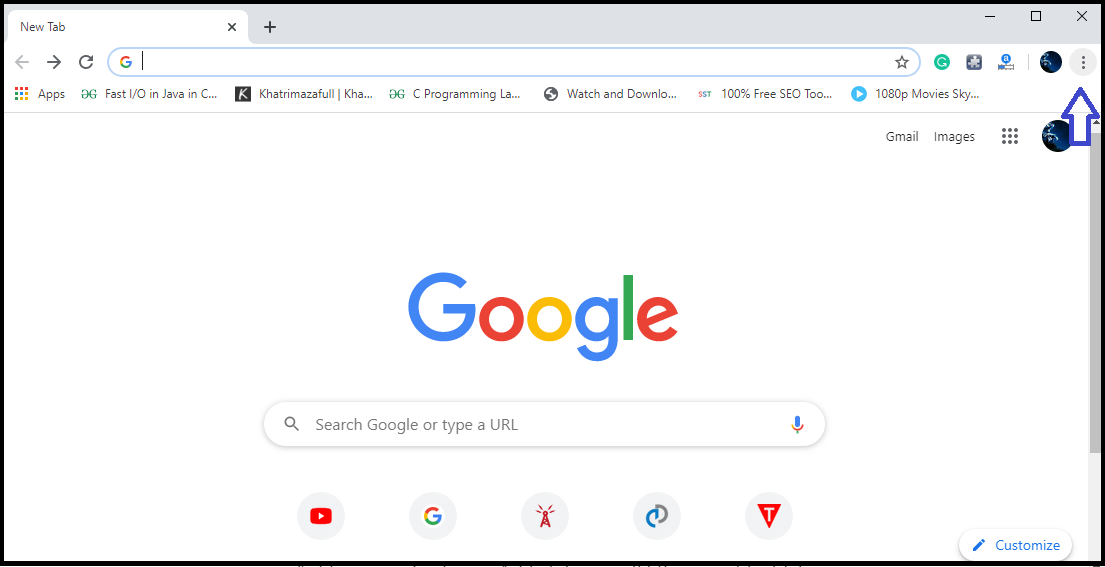 New Tab
Apps Fast I/O in Java in C... Khatrimazafull | Kha... C Programming La... Watch and Downlo... SST 100% Free SEO Too... 1080p Movies Sky...
Gmail Images
Google
Search Google or type a URL
Customize